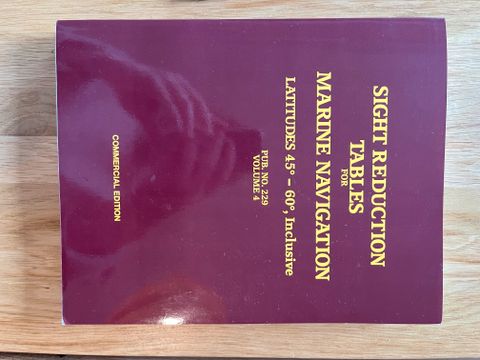 SIGHT REDUCTION
TABLES
FOR
MARINE NAVIGATION
LATITUDES 45° – 60°, Inclusive
PUB. NO. 229
VOLUME 4
COMMERCIAL EDITION